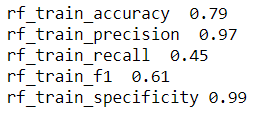 rf_train_accuracy  0.79
rf_train_precision  0.97
rf_train_recall  0.45
rf_train_f1  0.61
rf_train_specificity 0.99